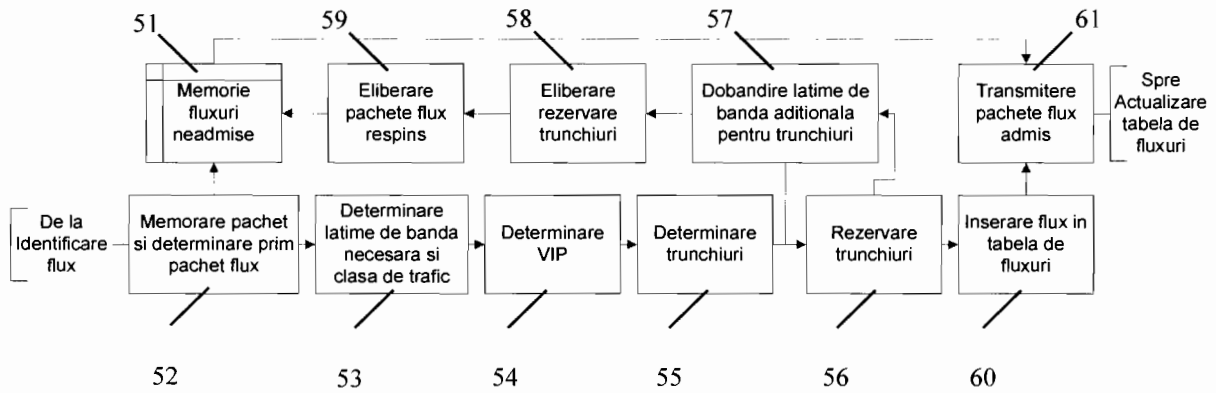 51
59
58
57
61
Memorie
fluxuri
neadmise
Eliberare
pachete flux
respins
Eliberare
rezervare
trunchiuri
Dobandire latime de
banda aditionala
pentru trunchiuri
Transmitere
pachete flux
admis
Spre
Actualizare
tabela de
fluxuri
De la
Identificare
flux
Memorare pachet
si determinare prim
pachet flux
Determinare
latime de banda
necesara si
clasa de trafic
Determinare
VIP
Determinare
trunchiuri
Rezervare
trunchiuri
Inserare flux in
tabela de
fluxuri
52
53
54
55
56
60